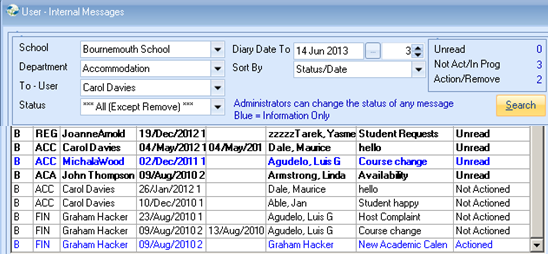 User - Internal Messages
School Bournemouth School Diary Date To 14 Jun 2013 ... 3 Unread 0
Department Accommodation Sort By Status/Date Not Act/In Prog 3
To - User Carol Davies Action/Remove 2
Status *** All (Except Remove) *** Administrators can change the status of any message
Blue = Information Only Search
B REG JoanneArnold 19/Dec/2012 1 zzzzzTarek, Yasme Student Requests Unread
B ACC Carol Davies 04/May/2012 1 04/May/201 Dale, Maurice hello Unread
B ACC MichalaWood 02/Dec/2011 1 Agudelo, Luis G Course change Unread
B ACA John Thompson 09/Aug/2010 2 Armstrong, Linda Availability Unread
B ACC Carol Davies 26/Jan/2012 1 Dale, Maurice hello Not Actioned
B ACC Carol Davies 10/Dec/2010 1 Able, Jan Student happy Not Actioned
B FIN Graham Hacker 23/Aug/2010 1 Agudelo, Luis G Host Complaint Not Actioned
B FIN Graham Hacker 09/Aug/2010 2 13/Aug/2010 Agudelo, Luis G Course change Not Actioned
B FIN Graham Hacker 09/Aug/2010 2 Graham Hacker New Academic Calen Actioned